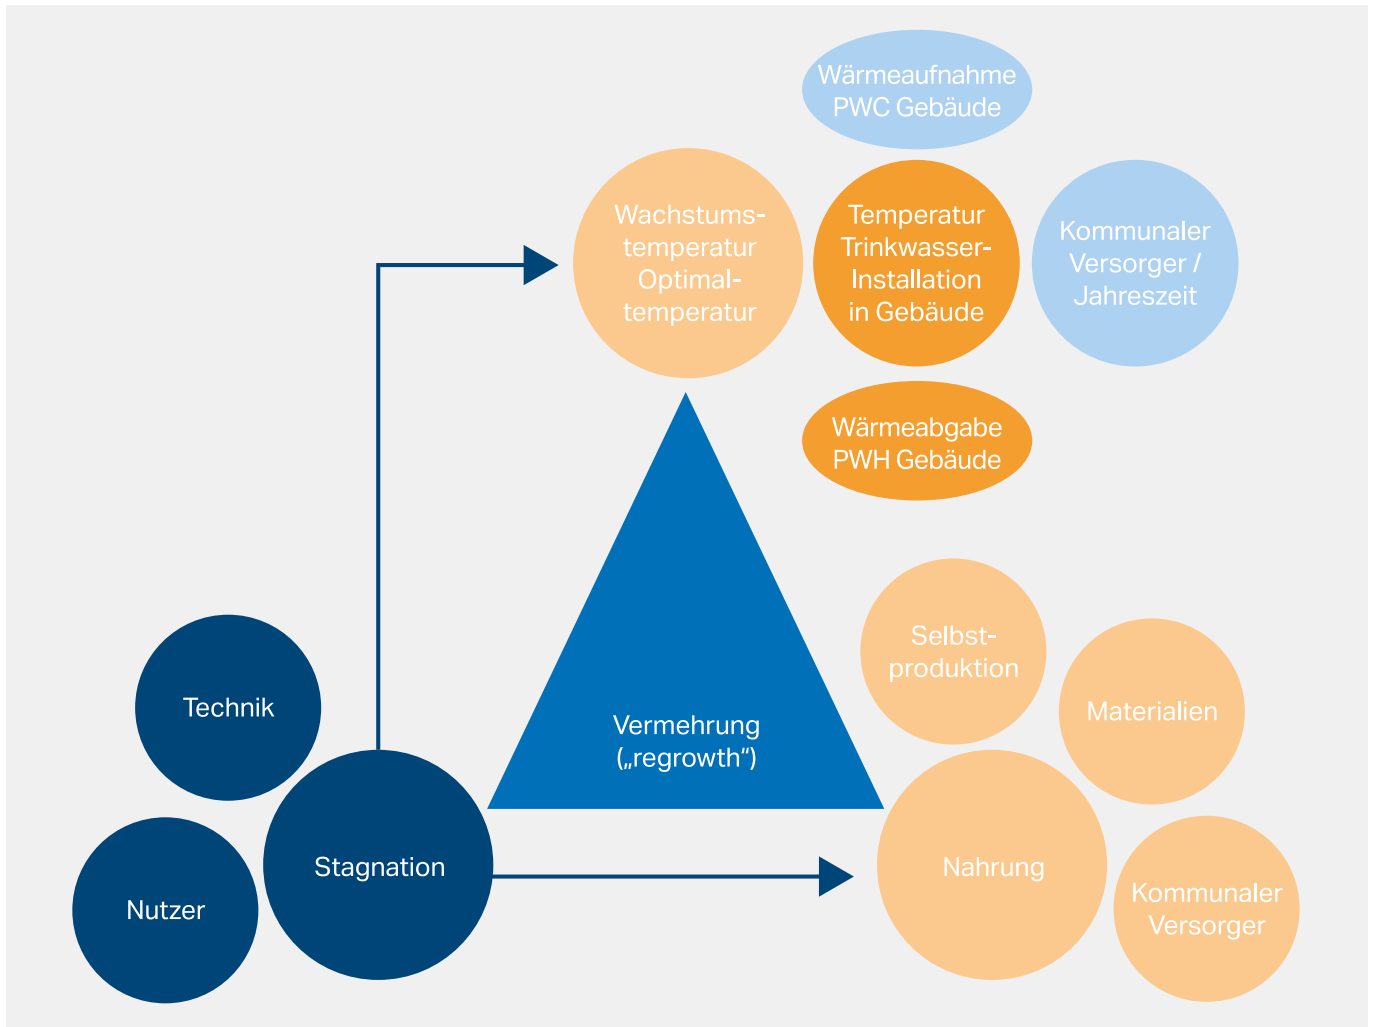 Wärmeaufnahme
PWC Gebäude
Wachstums-
temperatur
Optimal-
temperatur
Temperatur
Trinkwasser-
Installation
in Gebäude
Kommunaler
Versorger /
Jahreszeit
Wärmeabgabe
PWH Gebäude
Vermehrung
(„regrowth“)
Technik
Nutzer
Stagnation
Selbst-
produktion
Materialien
Nahrung
Kommunaler
Versorger